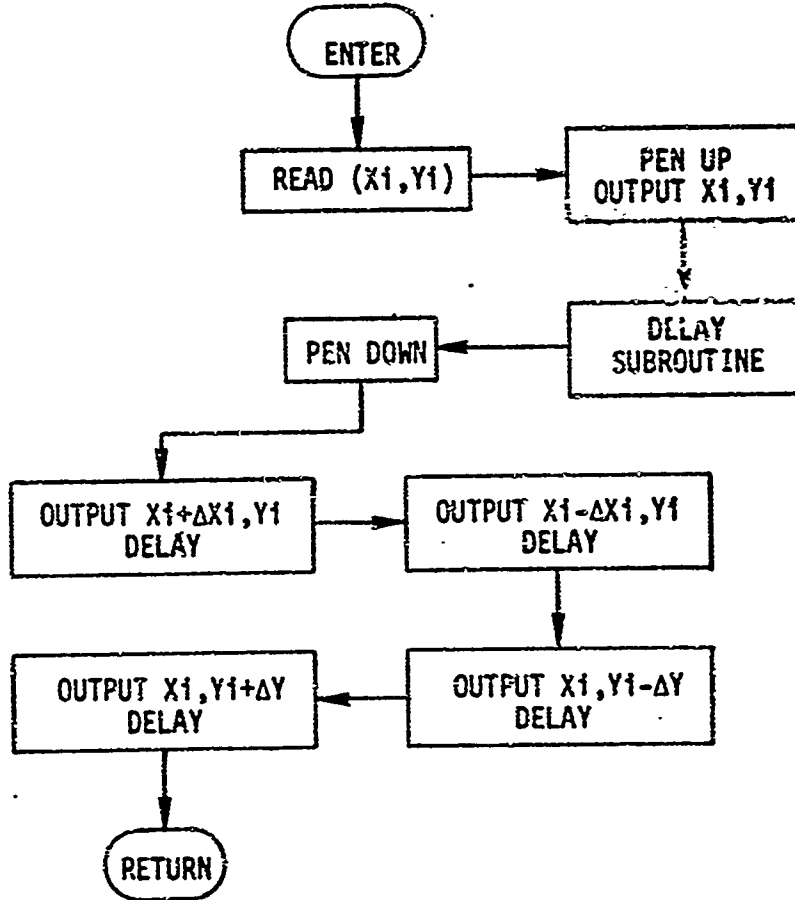 ENTER
READ (Xi,Yi)
PEN UP
OUTPUT Xi,Yi
DELAY
SUBROUTINE
PEN DOWN
OUTPUT Xi+ΔXi,Yi
DELAY
OUTPUT Xi-ΔXi,Yi
DELAY
OUTPUT Xi,Yi-ΔY
DELAY
OUTPUT Xi,Yi+ΔY
DELAY
RETURN